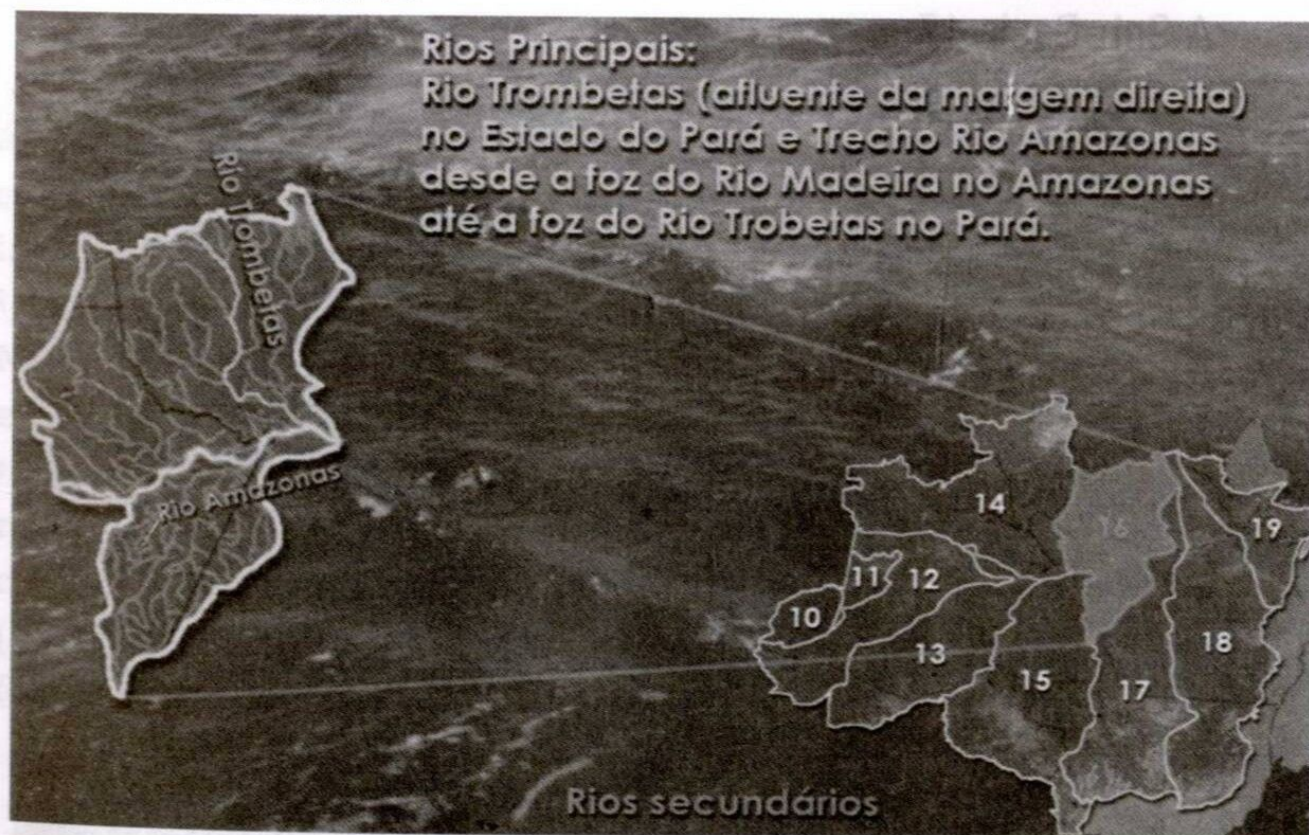 Rios Principais:
Rio Trombetas (afluente da margem direita)
no Estado do Pará e Trecho Rio Amazonas
desde a foz do Rio Madeira no Amazonas
até a foz do Rio Trobetas no Pará.
Rio Trombetas
Rio Amazonas
14
16
19
11
12
10
13
15
17
18
Rios secundários